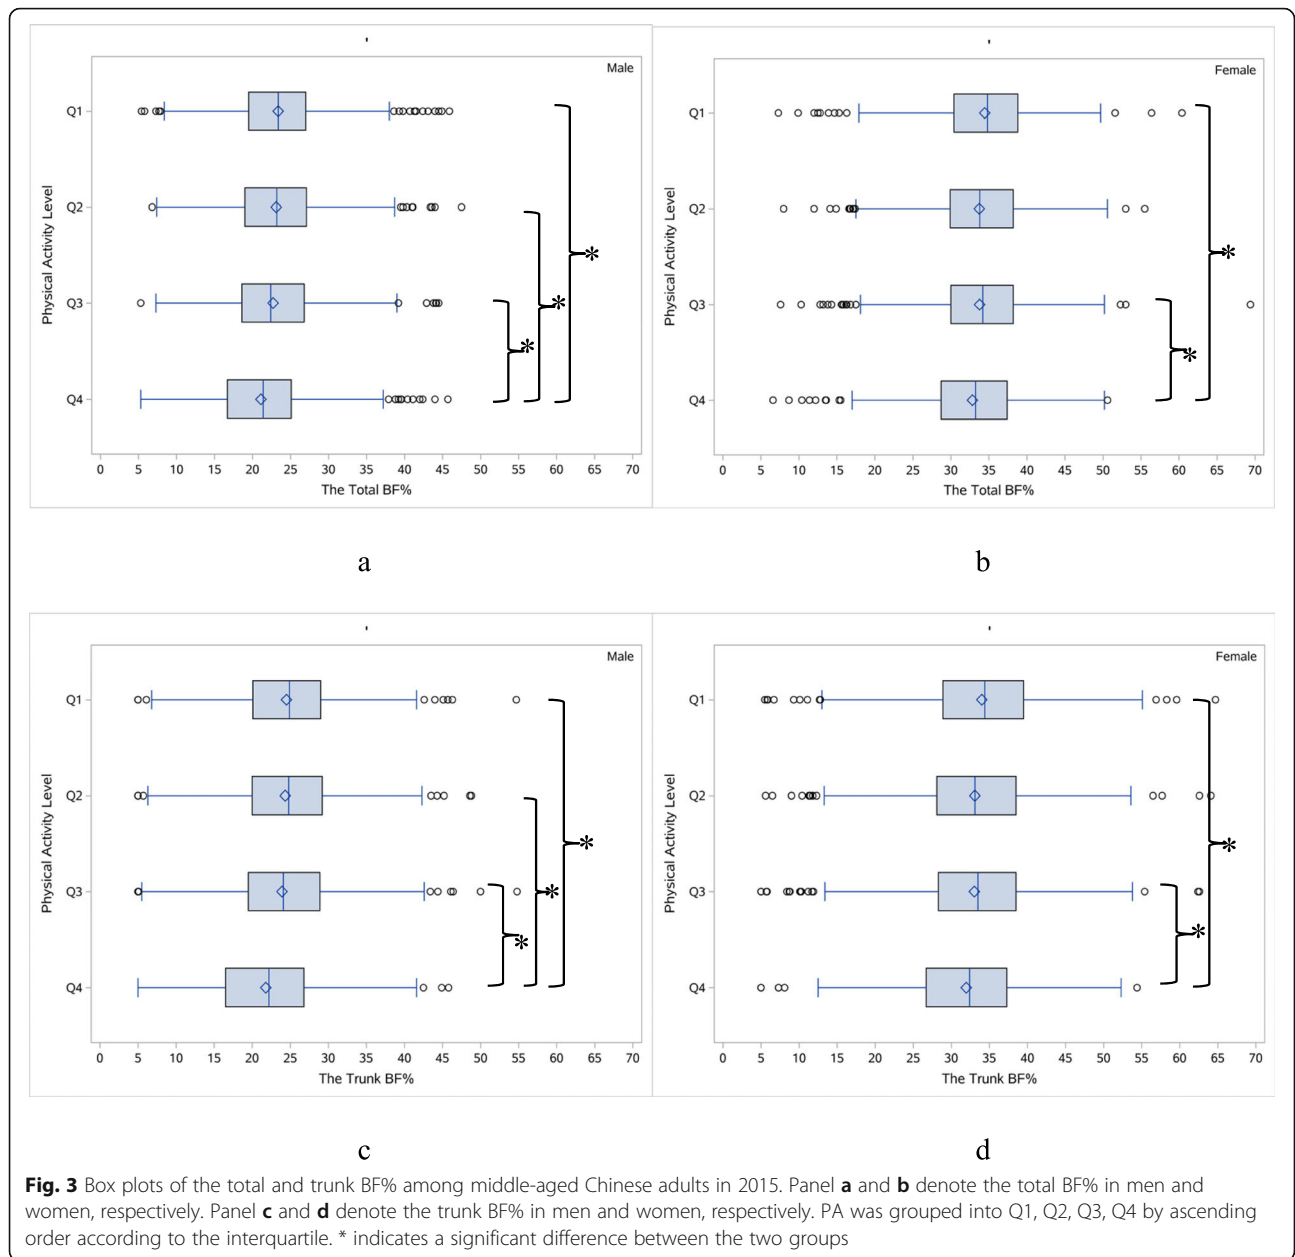 Male
Physical Activity Level
Q1
Q2
Q3
Q4
*
*
*
0 5 10 15 20 25 30 35 40 45 50 55 60 65 70
The Total BF%
a
Female
Physical Activity Level
Q1
Q2
Q3
Q4
*
*
0 5 10 15 20 25 30 35 40 45 50 55 60 65 70
The Total BF%
b
Male
Physical Activity Level
Q1
Q2
Q3
Q4
*
*
*
0 5 10 15 20 25 30 35 40 45 50 55 60 65 70
The Trunk BF%
c
Female
Physical Activity Level
Q1
Q2
Q3
Q4
*
*
0 5 10 15 20 25 30 35 40 45 50 55 60 65 70
The Trunk BF%
d
Fig. 3 Box plots of the total and trunk BF% among middle-aged Chinese adults in 2015. Panel a and b denote the total BF% in men and
women, respectively. Panel c and d denote the trunk BF% in men and women, respectively. PA was grouped into Q1, Q2, Q3, Q4 by ascending
order according to the interquartile. * indicates a significant difference between the two groups